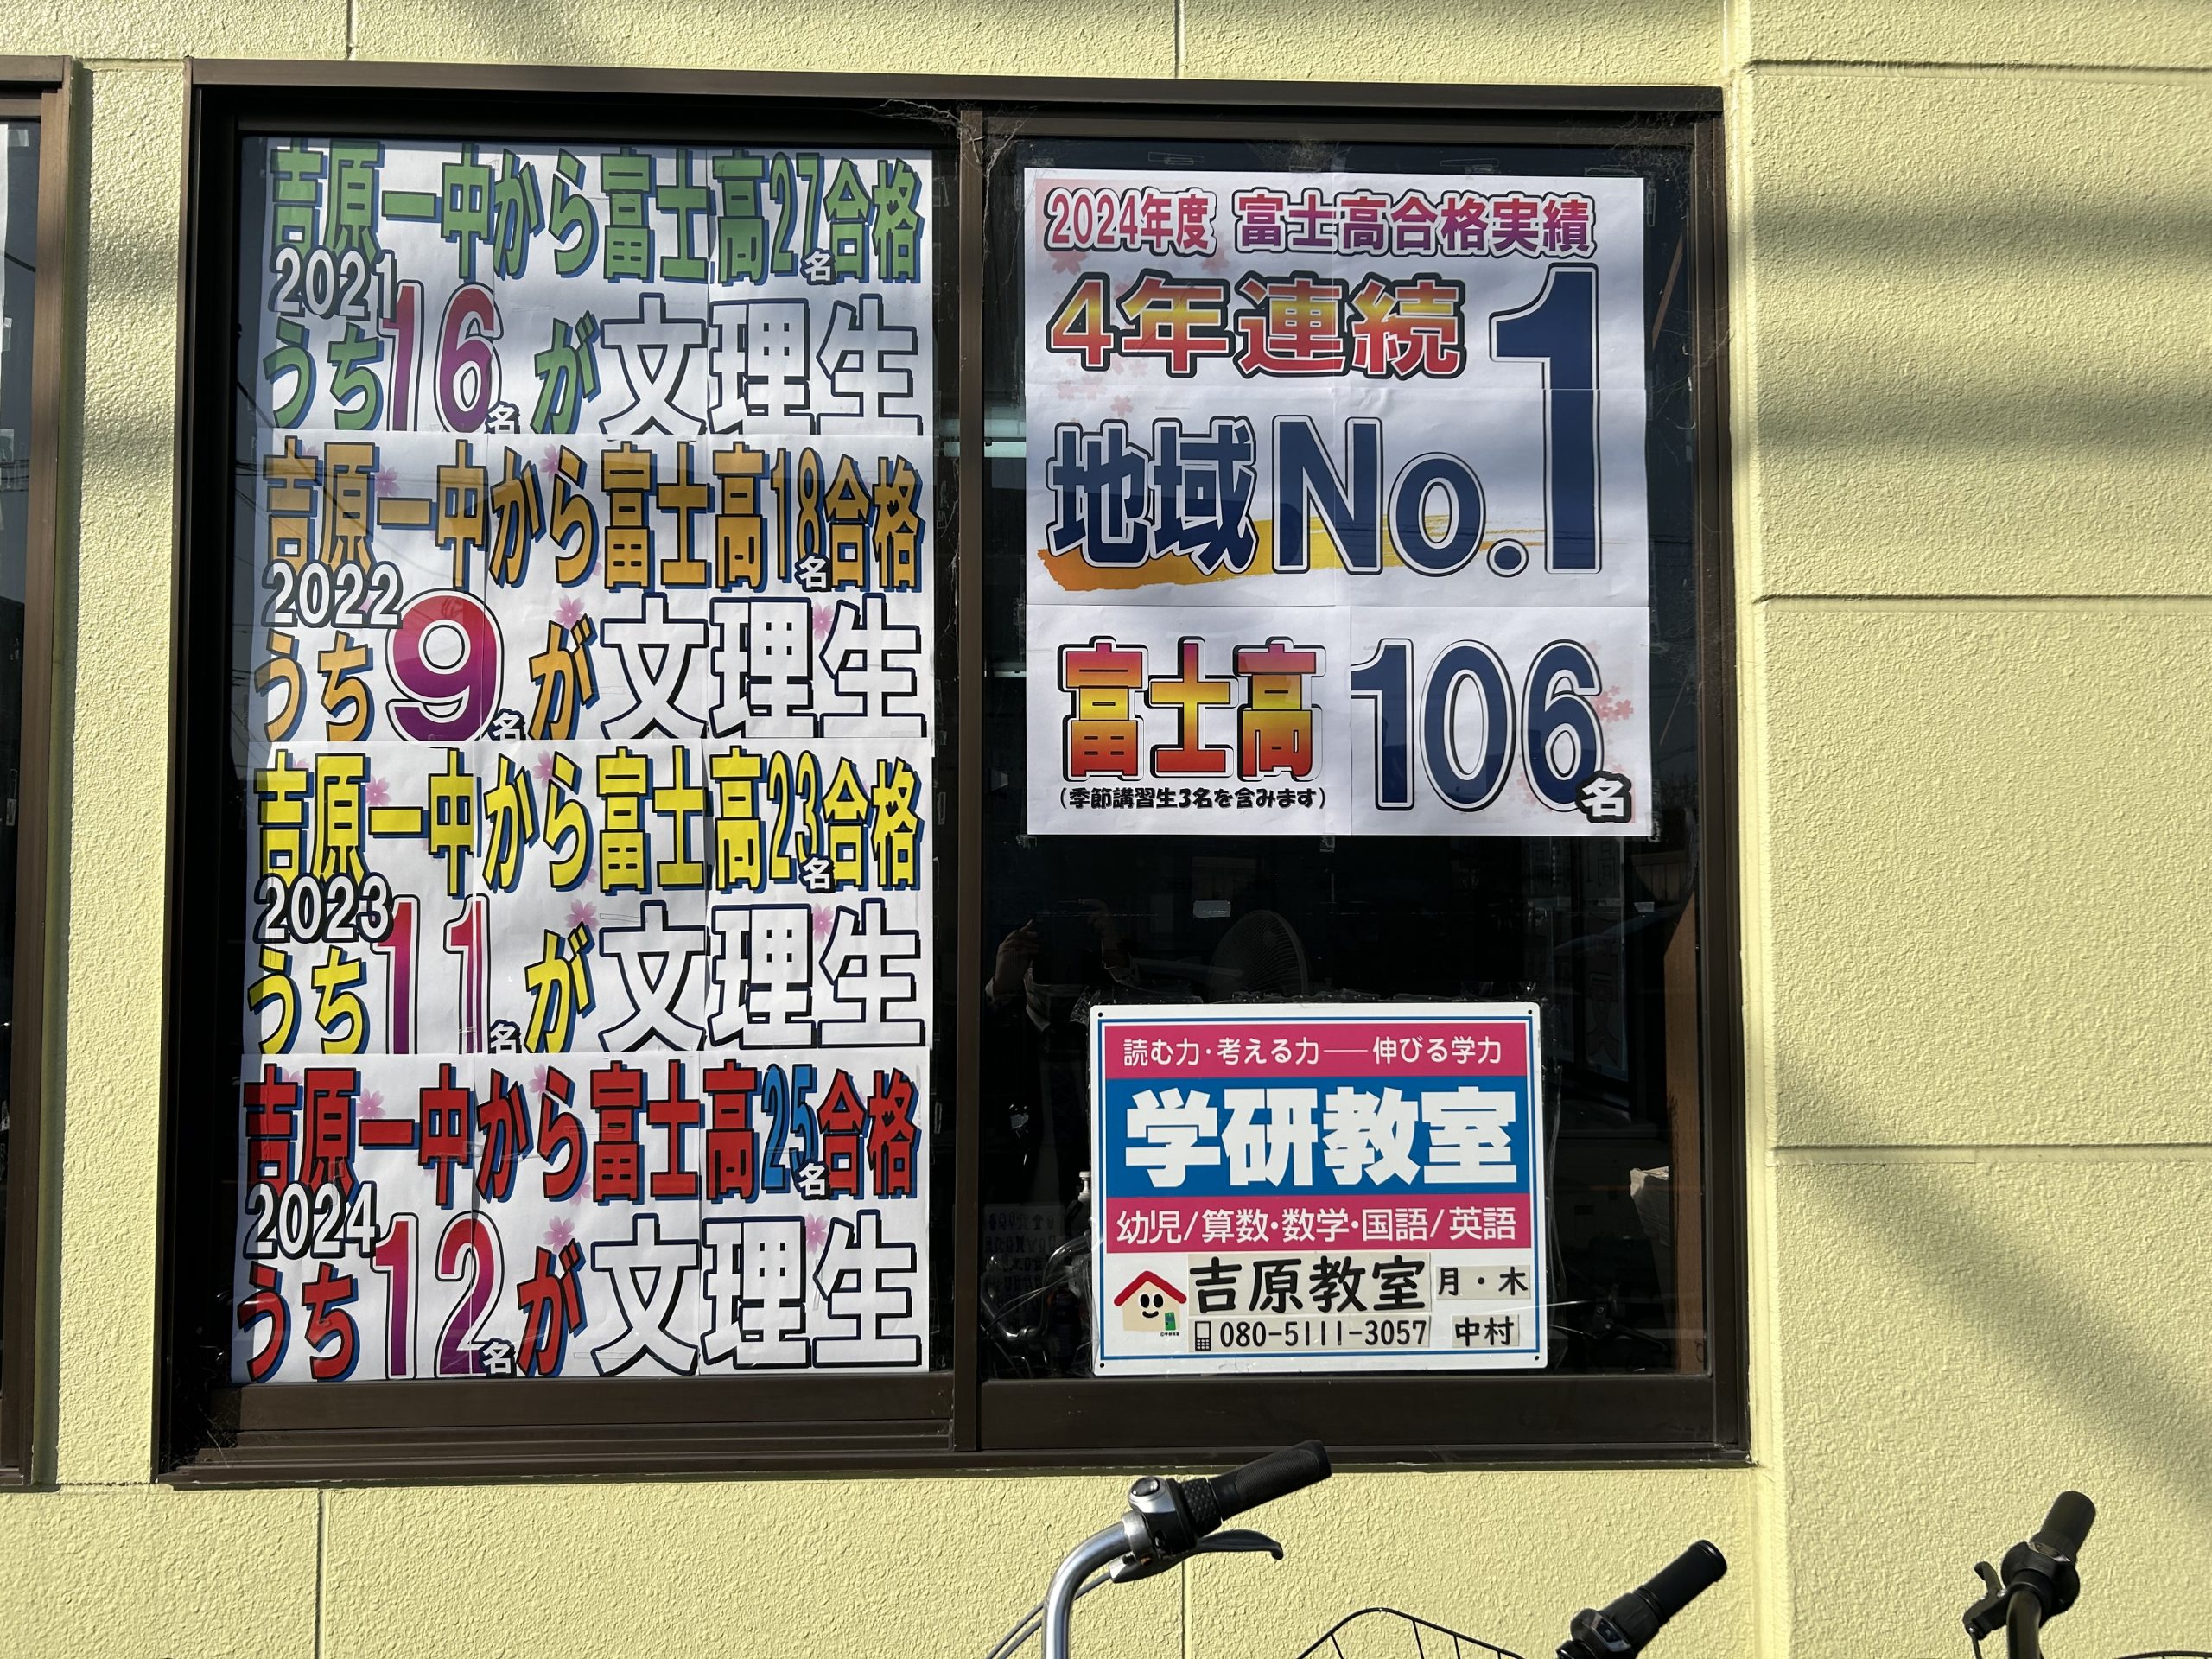 吉原一中から富士高27名合格
2021
うち16名が文理生
吉原一中から富士高18名合格
2022
うち9名が文理生
吉原一中から富士高23名合格
2023
うち11名が文理生
吉原一中から富士高25名合格
2024
うち12名が文理生
2024年度 富士高合格実績
4年連続
地域No.1
富士高 106名
(季節講習生3名を含みます)
読む力・考える力──伸びる学力
学研教室
幼児/算数・数学・国語/英語
吉原教室 月・木
080-5111-3057 中村